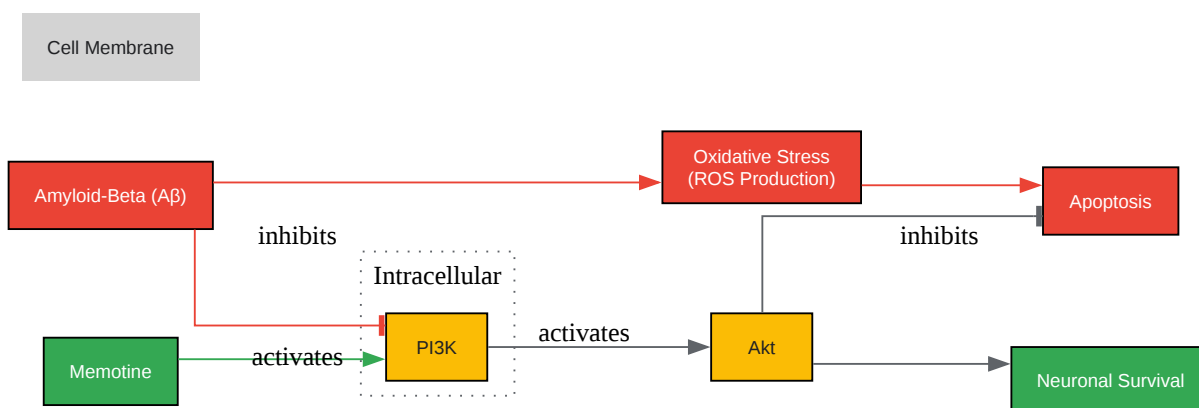 Cell Membrane
Oxidative Stress
(ROS Production)
Amyloid-Beta (Aβ)
Apoptosis
inhibits
inhibits
Intracellular
activates
PI3K
Akt
activates
Memotine
Neuronal Survival